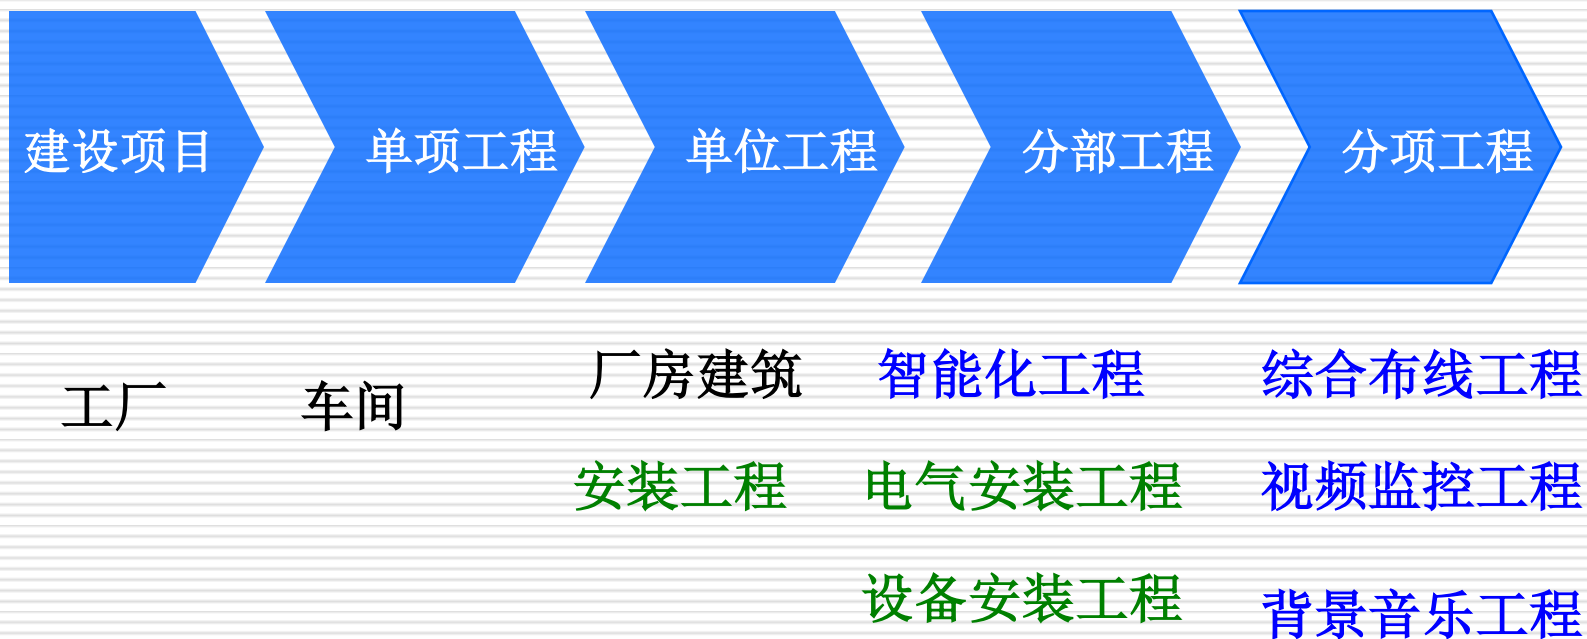 建设项目 单项工程 单位工程 分部工程 分项工程
工厂 车间 厂房建筑 智能化工程 综合布线工程
安装工程 电气安装工程 视频监控工程
设备安装工程 背景音乐工程